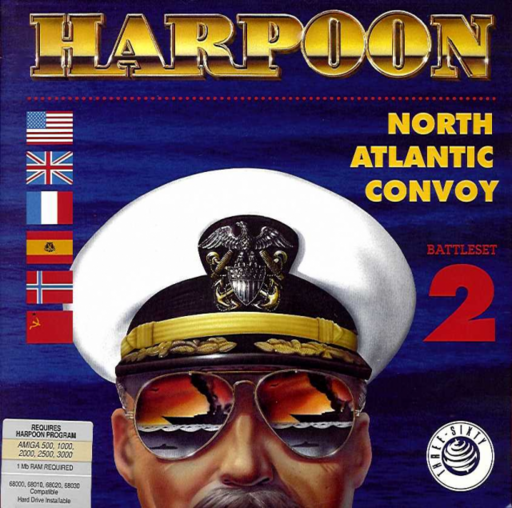 HARPOON
NORTH
ATLANTIC
CONVOY
BATTLESET
2
REQUIRES
HARPOON PROGRAM
AMIGA 500, 1000,
2000, 2500, 3000
1 Mb RAM REQUIRED
68000, 68010, 68020, 68030
Compatible
Hard Drive Installable
THREE-SIXTY